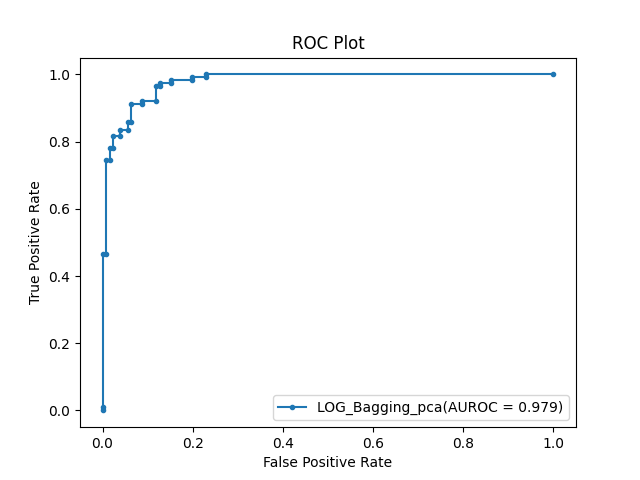 ROC Plot
1.0
0.8
0.6
0.4
0.2
0.0
True Positive Rate
LOG_Bagging_pca(AUROC = 0.979)
0.0 0.2 0.4 0.6 0.8 1.0
False Positive Rate